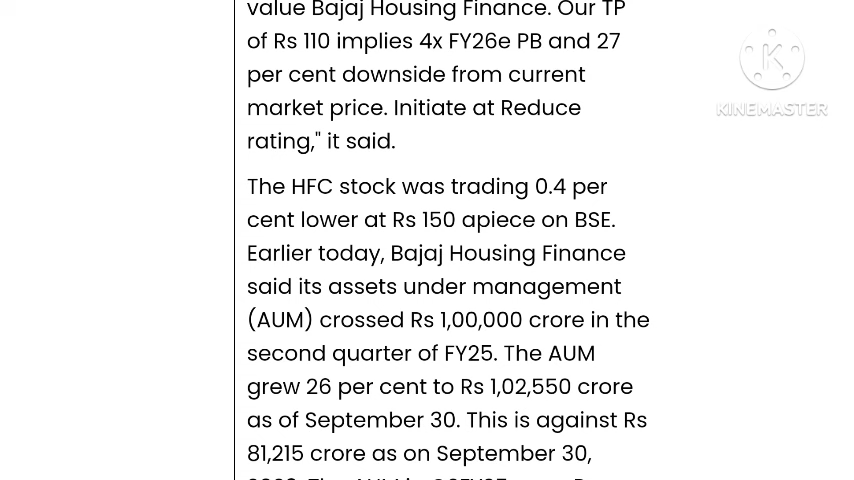 value Bajaj Housing Finance. Our TP
of Rs 110 implies 4x FY26e PB and 27
per cent downside from current
market price. Initiate at Reduce
rating," it said.
The HFC stock was trading 0.4 per
cent lower at Rs 150 apiece on BSE.
Earlier today, Bajaj Housing Finance
said its assets under management
(AUM) crossed Rs 1,00,000 crore in the
second quarter of FY25. The AUM
grew 26 per cent to Rs 1,02,550 crore
as of September 30. This is against Rs
81,215 crore as on September 30,
KINEMASTER